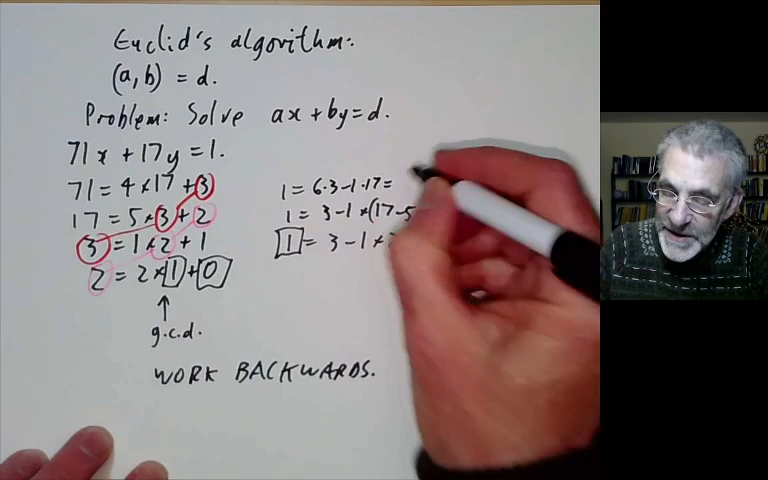 Euclid's algorithm:
(a, b) = d.
Problem: Solve ax + by = d.
71x + 17y = 1.
71 = 4 × 17 + 3
17 = 5 × 3 + 2
3 = 1 × 2 + 1
2 = 2 × 1 + 0
g.c.d.
WORK BACKWARDS.
1 = 6·3 - 1·17 =
1 = 3 - 1 × (17 - 5
1 = 3 - 1 ×